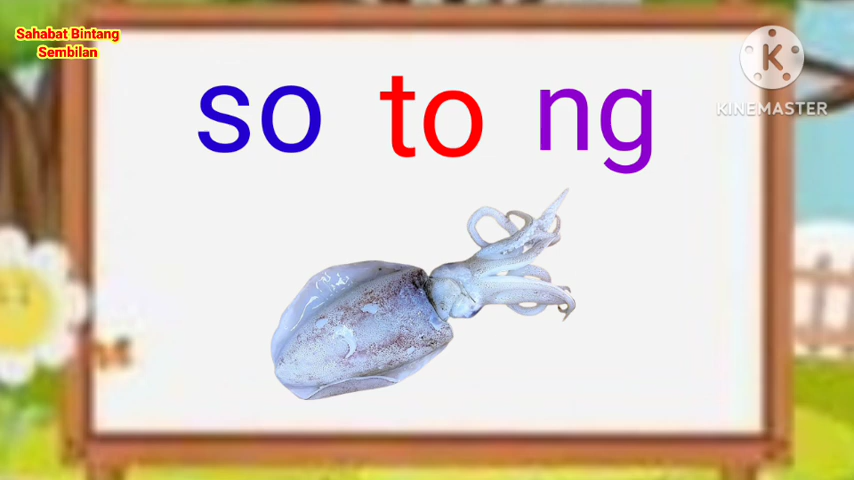 Sahabat Bintang
Sembilan
so to ng
K
KINEMASTER